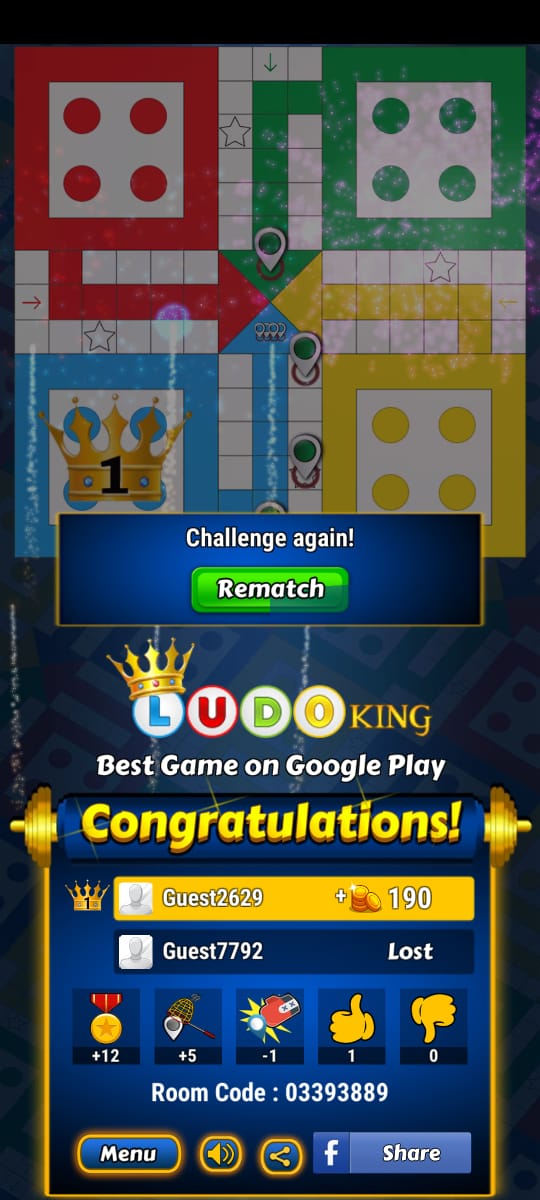 1
Challenge again!
Rematch
LUDO KING
Best Game on Google Play
Congratulations!
1 Guest2629 + 190
Guest7792 Lost
+12 +5 -1 1 0
Room Code : 03393889
Menu f Share